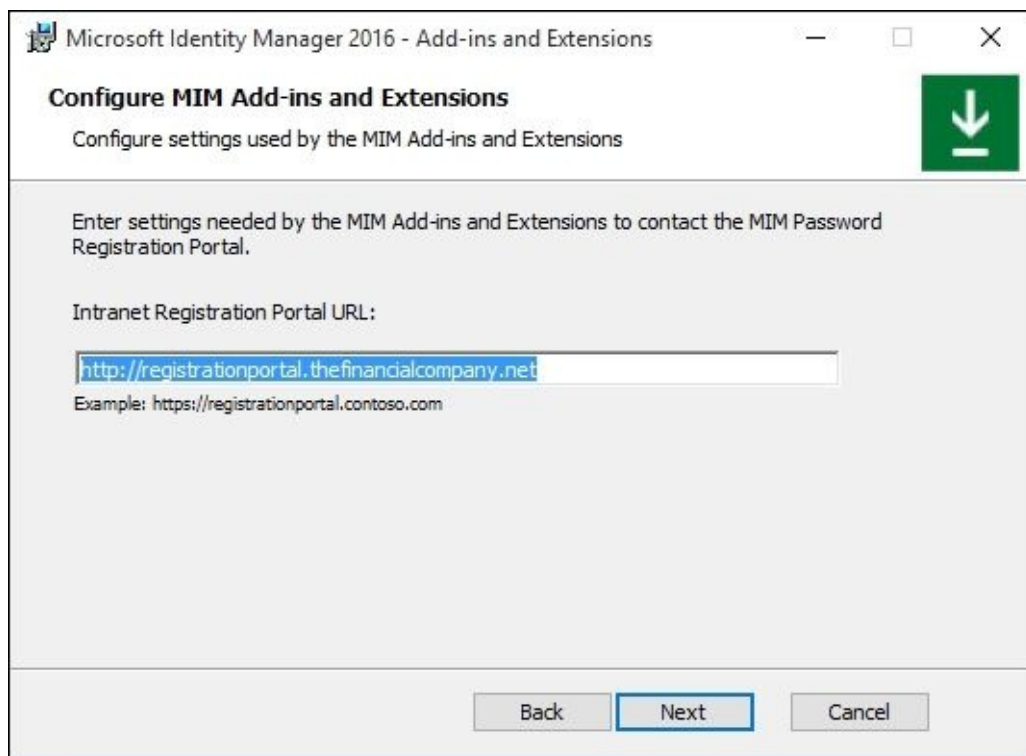 Microsoft Identity Manager 2016 - Add-ins and Extensions
Configure MIM Add-ins and Extensions
Configure settings used by the MIM Add-ins and Extensions
Enter settings needed by the MIM Add-ins and Extensions to contact the MIM Password
Registration Portal.
Intranet Registration Portal URL:
http://registrationportal.thefinancialcompany.net
Example: https://registrationportal.contoso.com
Back Next Cancel